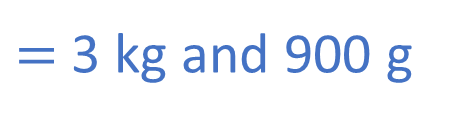 = 3 kg and 900 g